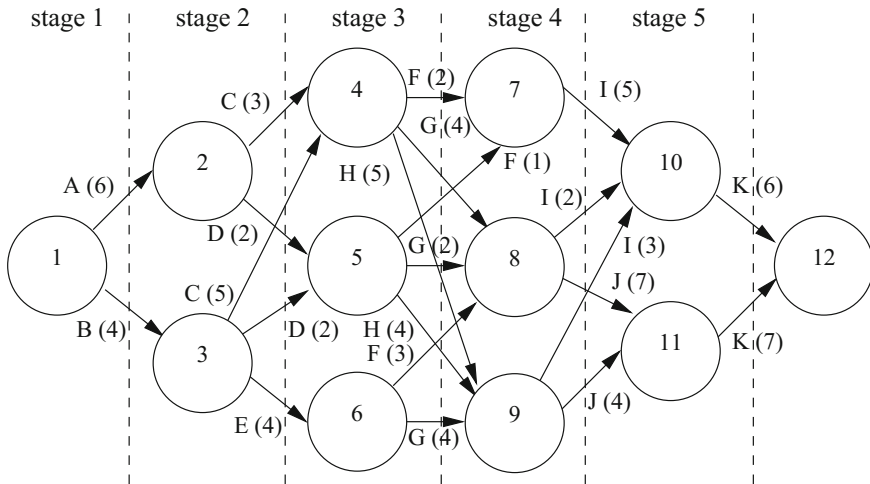 stage 1 stage 2 stage 3 stage 4 stage 5
4 F (2) 7
I (5)
C (3)
G (4)
2 H (5) F (1) 10
A (6) I (2) K (6)
D (2)
1 5 G (2) 8 I (3) 12
J (7)
C (5)
B (4) D (2) H (4)
3 F (3) 11 K (7)
J (4)
E (4) 6 G (4) 9